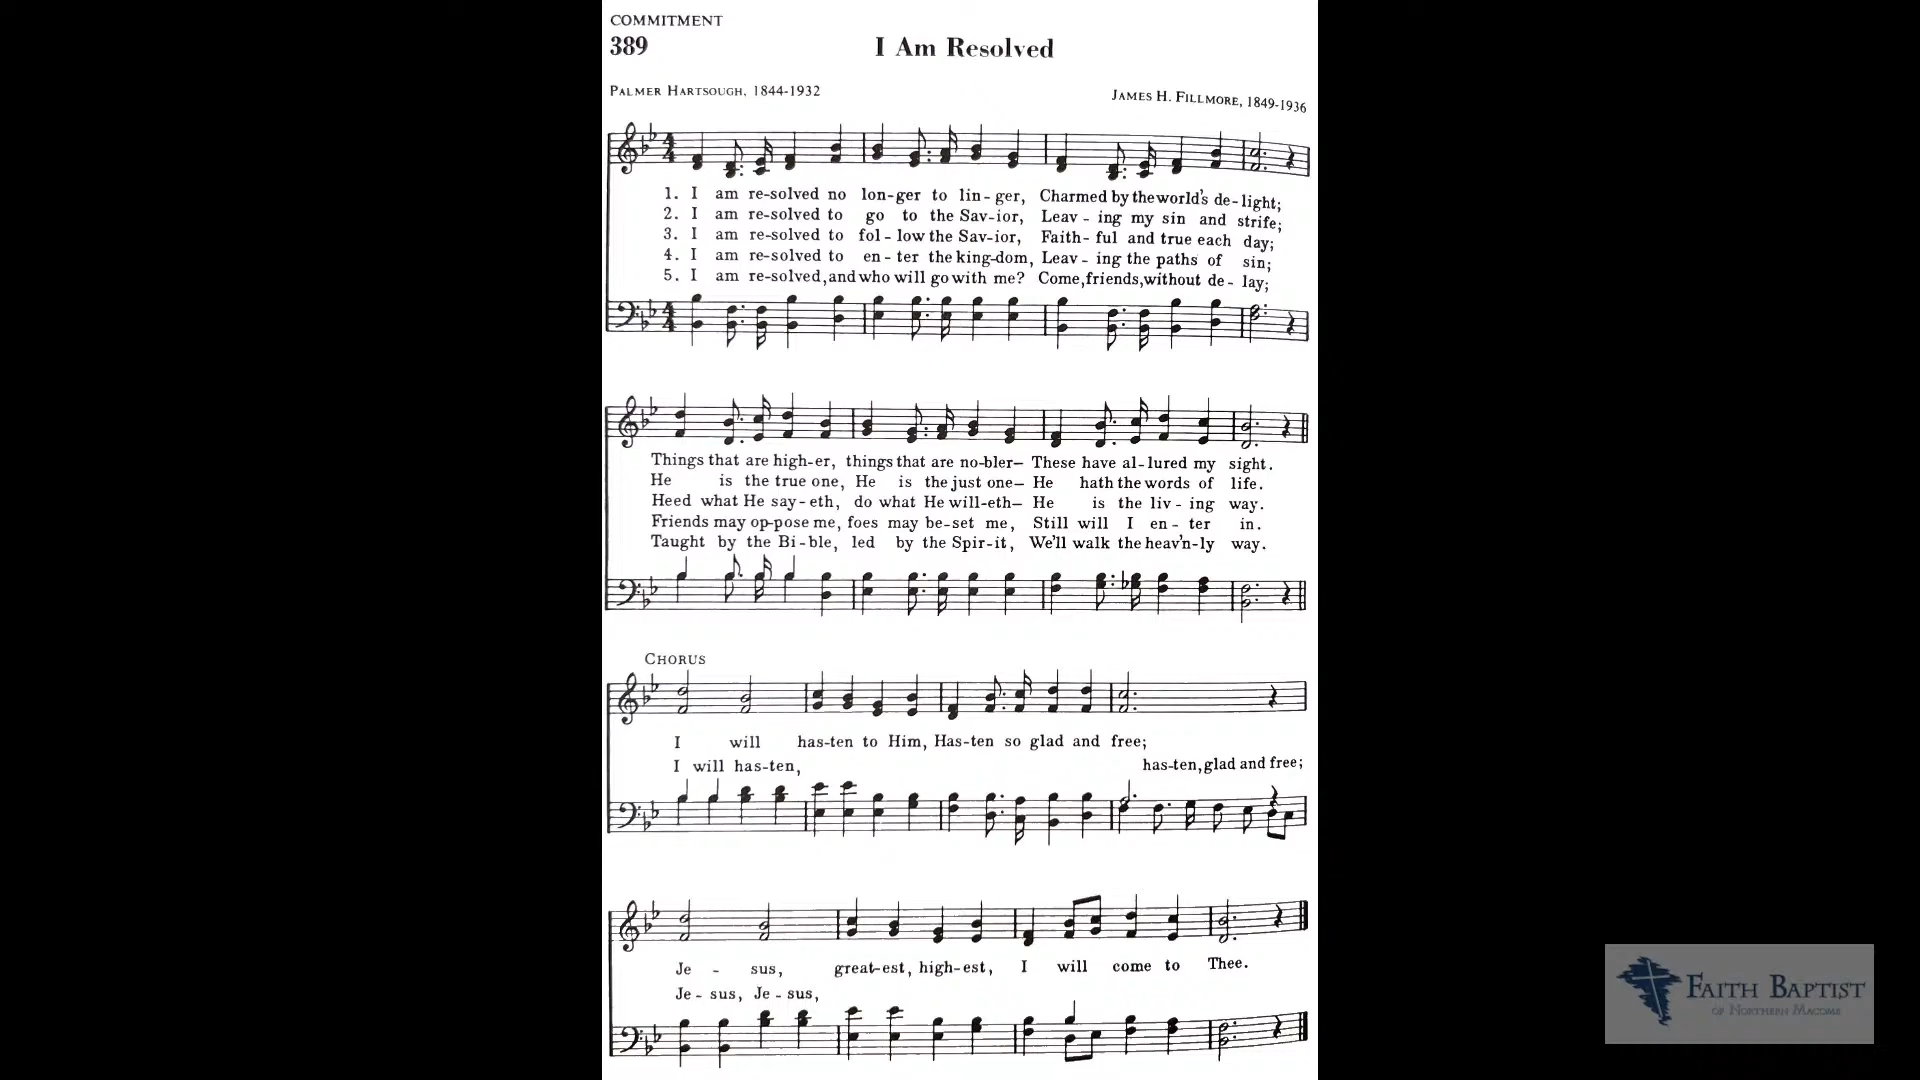 COMMITMENT
389
I Am Resolved
PALMER HARTSOUGH, 1844-1932
JAMES H. FILLMORE, 1849-1936
1. I am re-solved no lon-ger to lin-ger, Charmed by the world's de-light;
2. I am re-solved to go to the Sav-ior, Leav-ing my sin and strife;
3. I am re-solved to fol-low the Sav-ior, Faith-ful and true each day;
4. I am re-solved to en-ter the king-dom, Leav-ing the paths of sin;
5. I am re-solved, and who will go with me? Come, friends, without de-lay;
Things that are high-er, things that are no-bler– These have al-lured my sight.
He is the true one, He is the just one– He hath the words of life.
Heed what He say-eth, do what He will-eth– He is the liv-ing way.
Friends may op-pose me, foes may be-set me, Still will I en-ter in.
Taught by the Bi-ble, led by the Spir-it, We'll walk the heav'n-ly way.
CHORUS
I will has-ten to Him, Has-ten so glad and free;
I will has-ten, has-ten, glad and free;
Je - sus, great-est, high-est, I will come to Thee.
Je-sus, Je-sus,
FAITH BAPTIST
OF NORTHERN MACOMB